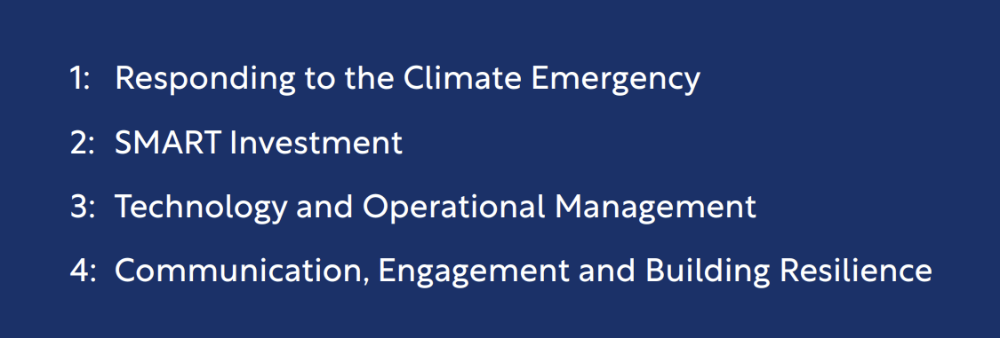 1: Responding to the Climate Emergency
2: SMART Investment
3: Technology and Operational Management
4: Communication, Engagement and Building Resilience